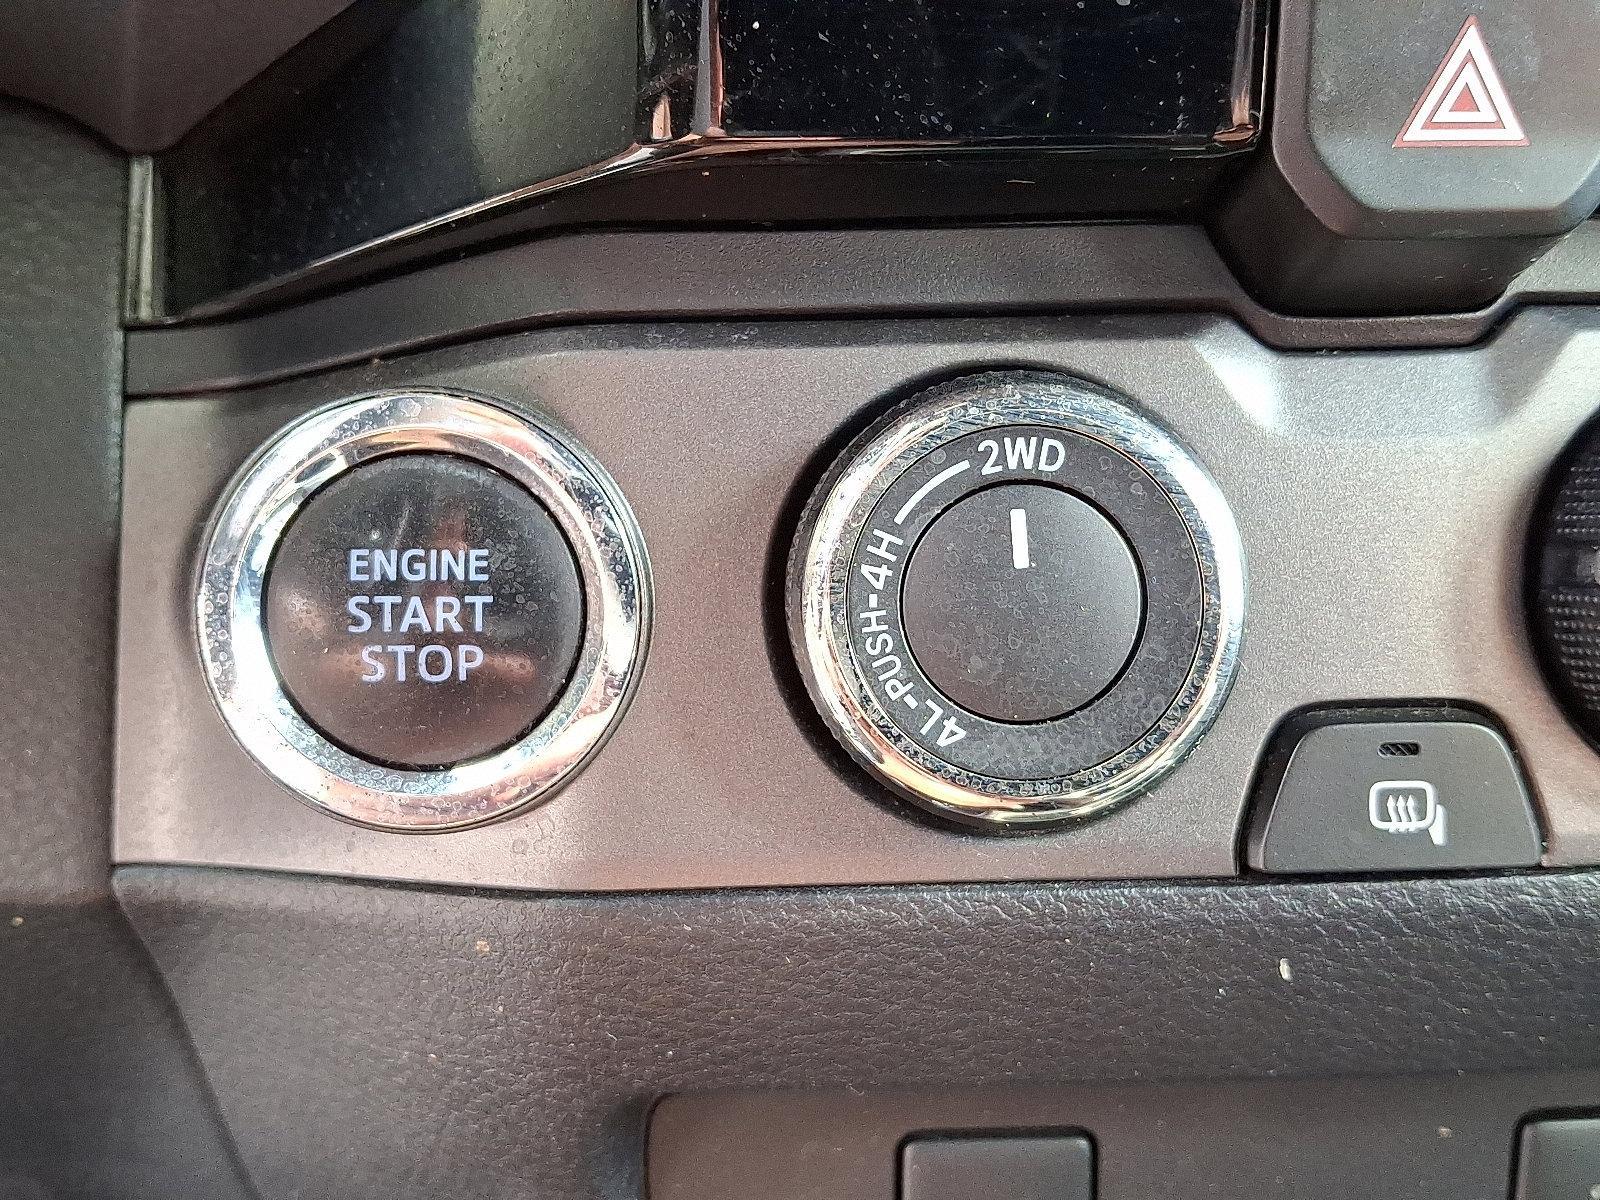 ENGINE
START
STOP
2WD
4L-PUSH-4H